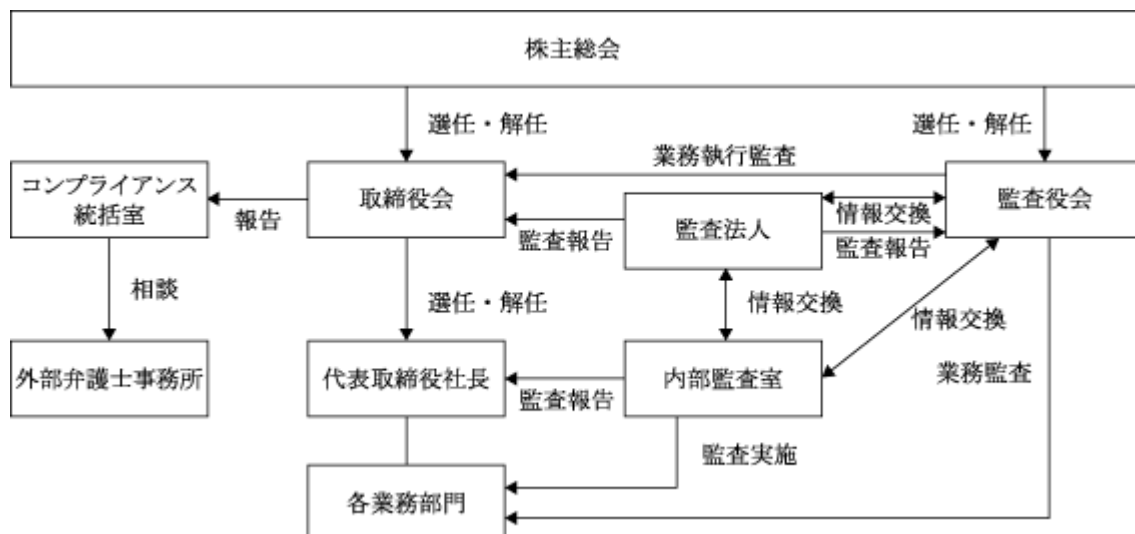 株主総会
選任・解任
選任・解任
業務執行監査
コンプライアンス
統括室
報告
取締役会
監査報告
監査法人
情報交換
監査報告
監査役会
相談
選任・解任
情報交換
情報交換
外部弁護士事務所
代表取締役社長
監査報告
内部監査室
業務監査
監査実施
各業務部門